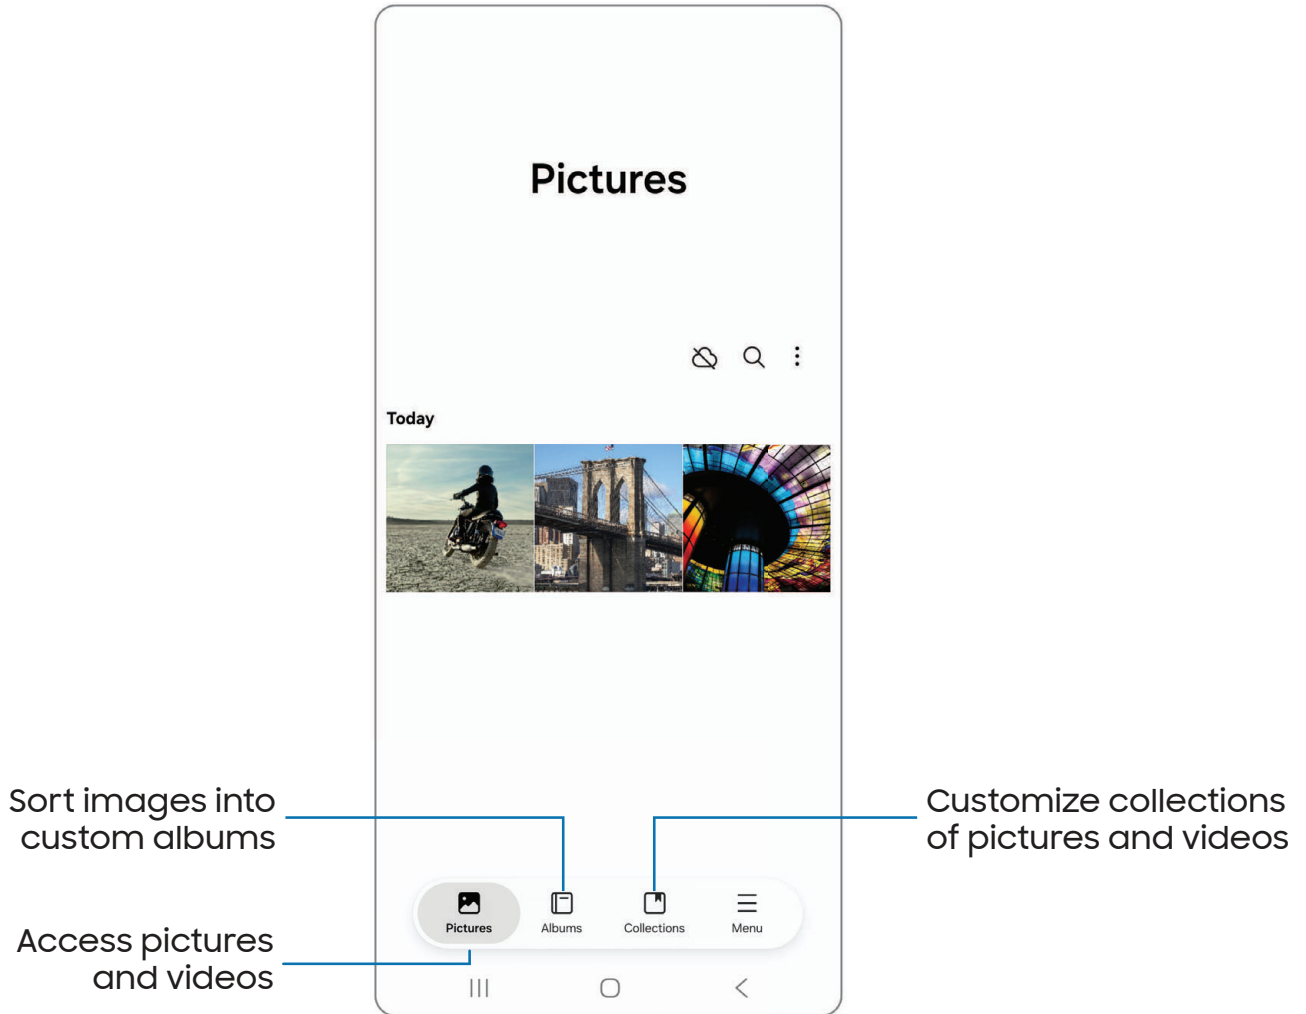 Pictures
Today
Sort images into
custom albums
Customize collections
of pictures and videos
Pictures
Albums
Collections
Menu
Access pictures
and videos